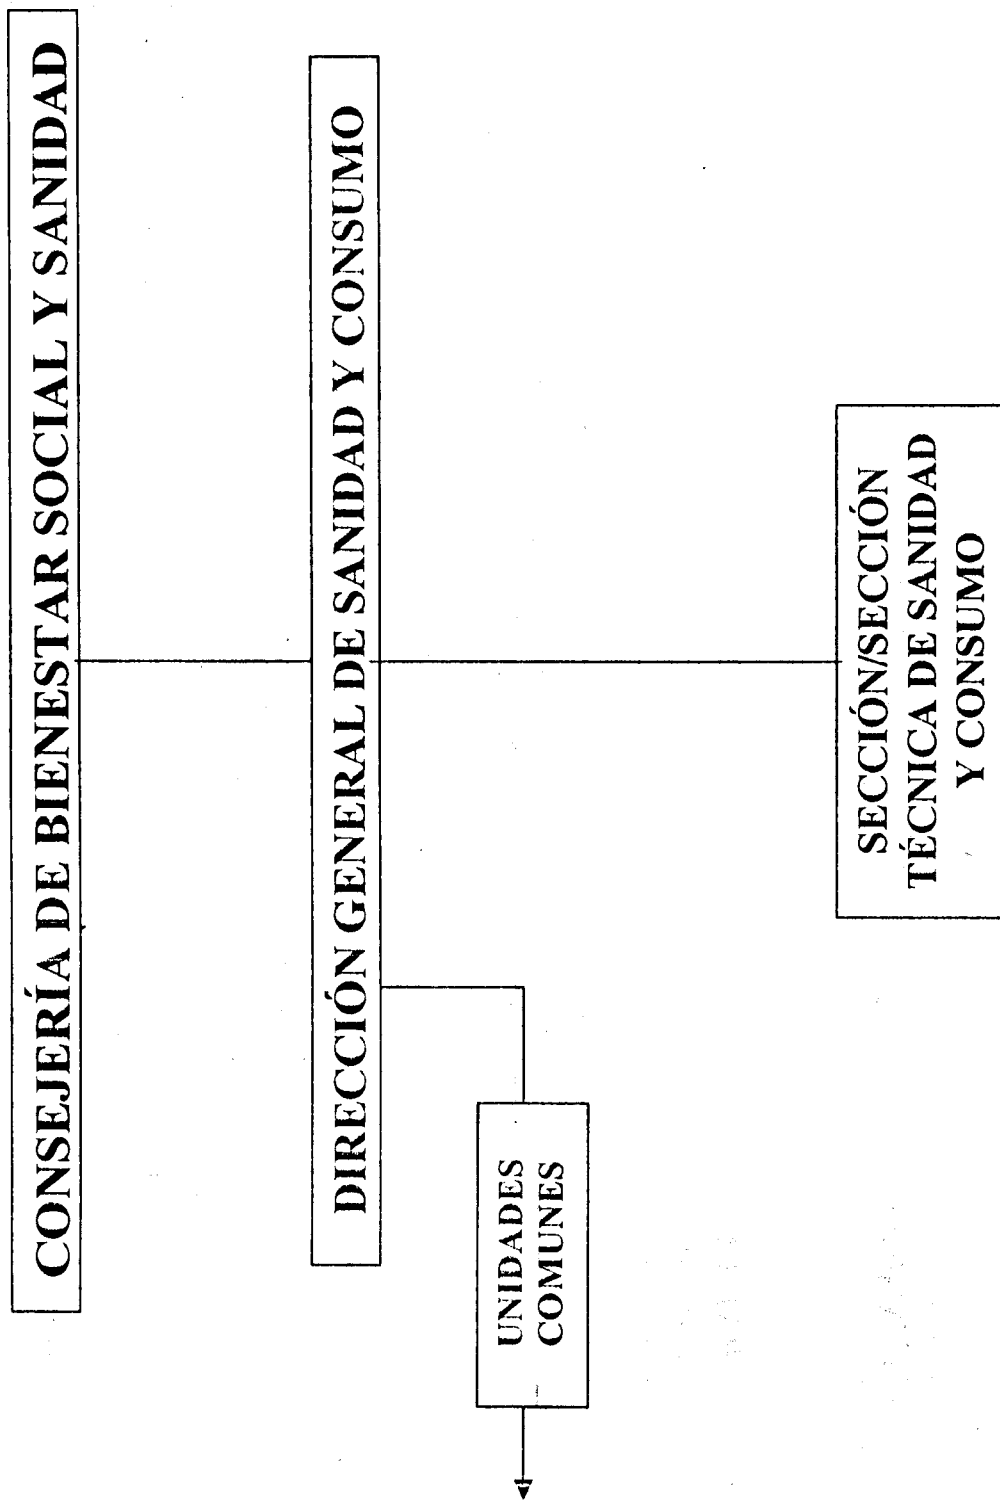 CONSEJERÍA DE BIENESTAR SOCIAL Y SANIDAD
DIRECCIÓN GENERAL DE SANIDAD Y CONSUMO
UNIDADES
COMUNES
SECCIÓN/SECCIÓN
TÉCNICA DE SANIDAD
Y CONSUMO